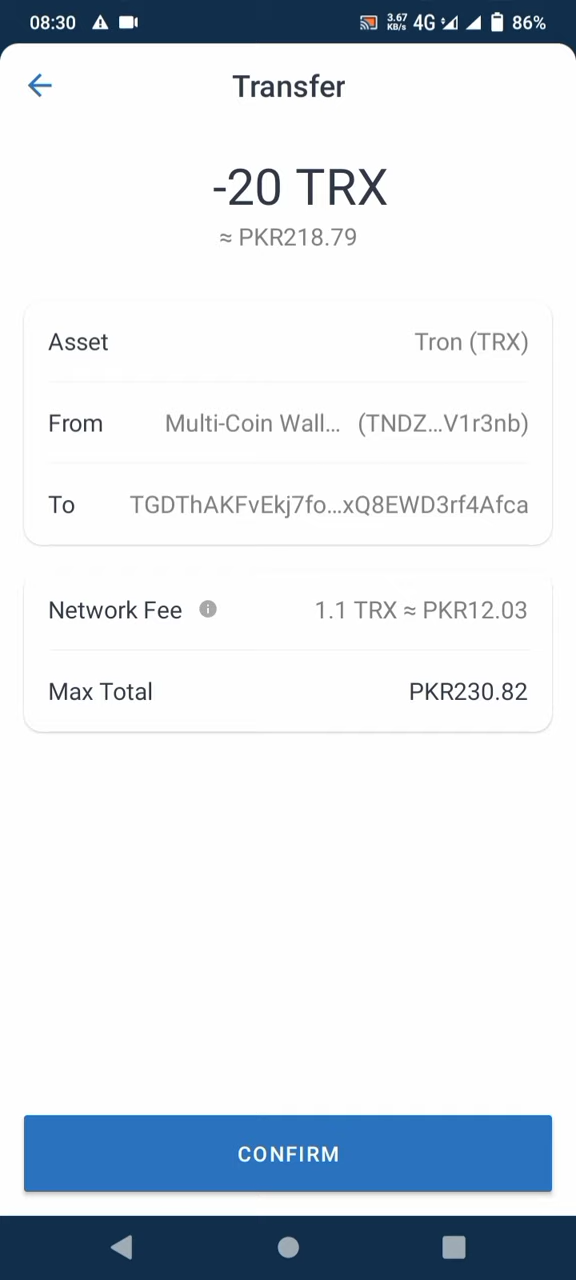 08:30 3.67 KB/s 4G 86%
Transfer
-20 TRX
≈ PKR218.79
Asset Tron (TRX)
From Multi-Coin Wall... (TNDZ...V1r3nb)
To TGDThAKFvEkj7fo...xQ8EWD3rf4Afca
Network Fee 1.1 TRX ≈ PKR12.03
Max Total PKR230.82
CONFIRM